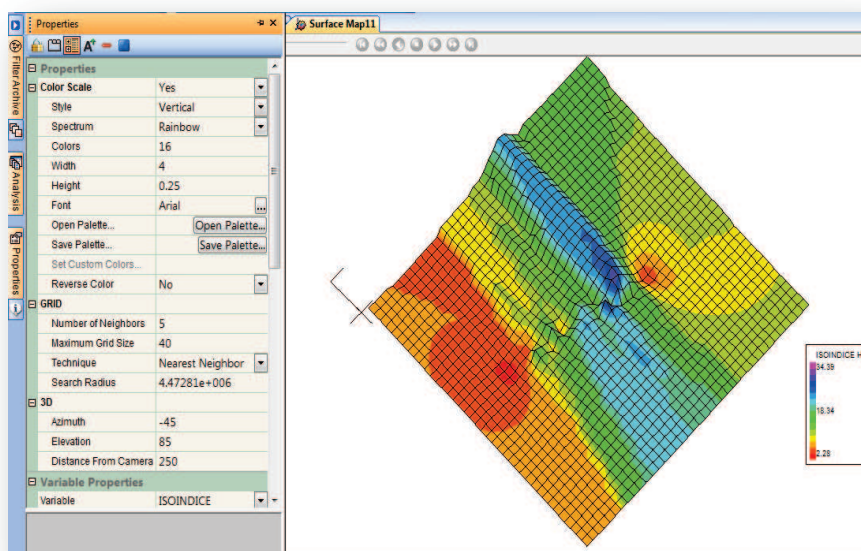 Properties
Surface Map11
Filter Archive
Analysis
Properties
Properties
Color Scale Yes
Style Vertical
Spectrum Rainbow
Colors 16
Width 4
Height 0.25
Font Arial ...
Open Palette... Open Palette...
Save Palette... Save Palette...
Set Custom Colors...
Reverse Color No
GRID
Number of Neighbors 5
Maximum Grid Size 40
Technique Nearest Neighbor
Search Radius 4.47281e+006
3D
Azimuth -45
Elevation 85
Distance From Camera 250
Variable Properties
Variable ISOINDICE
ISOINDICE H
34.39
18.34
2.28